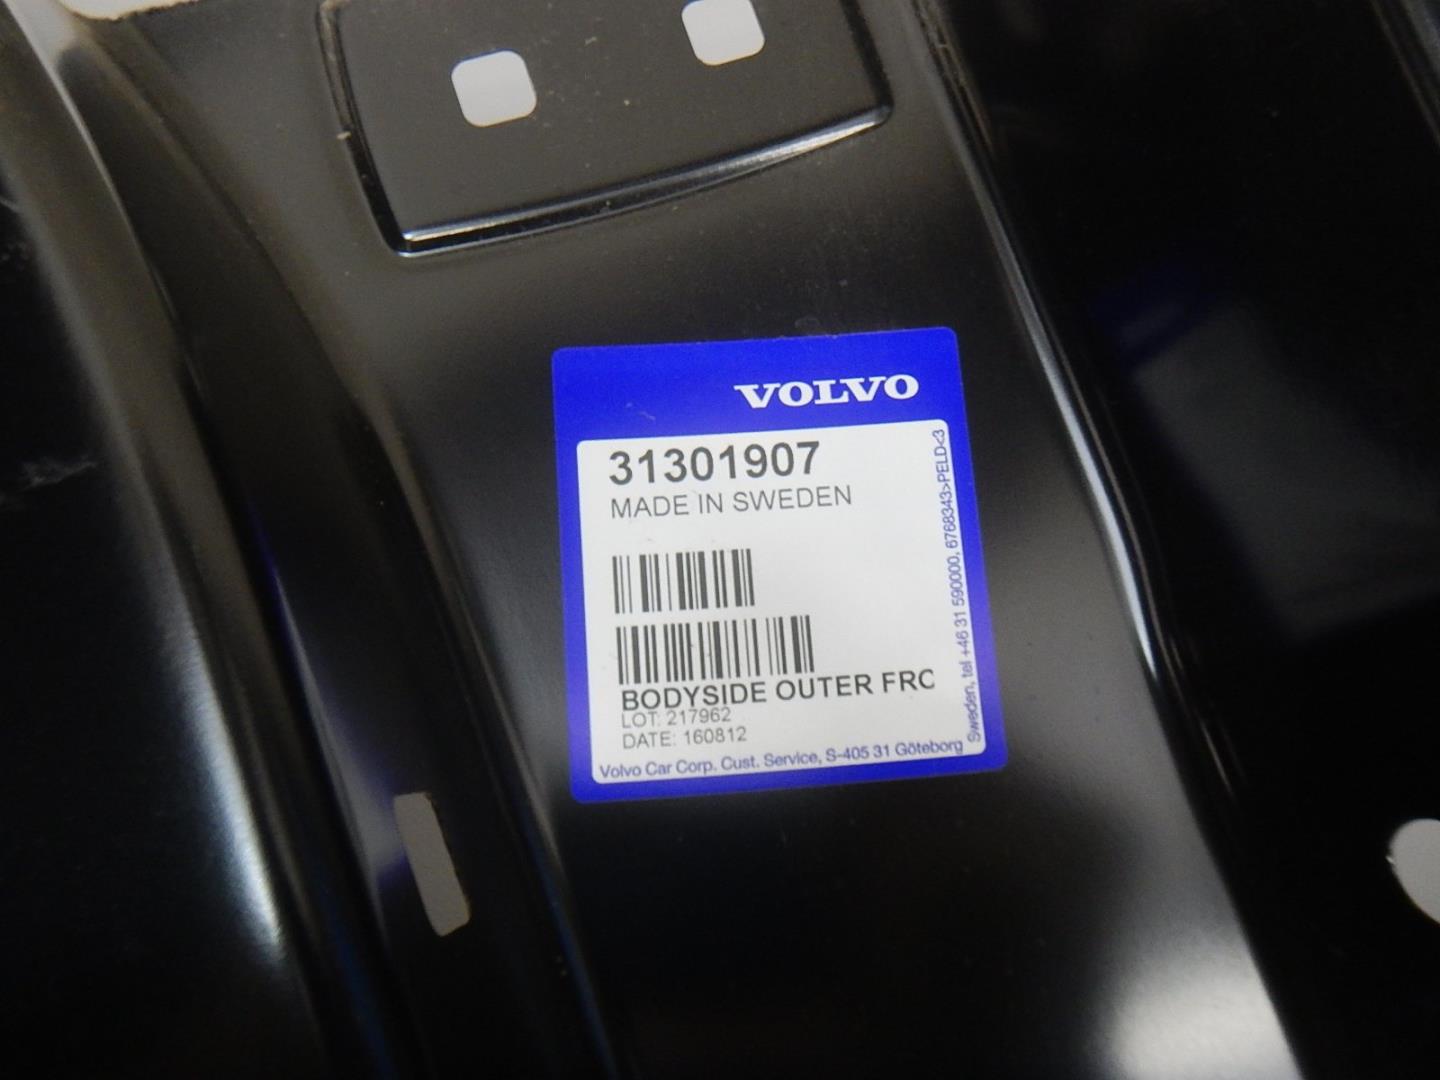 VOLVO
31301907
MADE IN SWEDEN
BODYSIDE OUTER FRC
LOT: 217962
DATE: 160812
Volvo Car Corp. Cust. Service, S-405 31 Göteborg
Sweden, tel +46 31 590000, 6768343>PELD<3